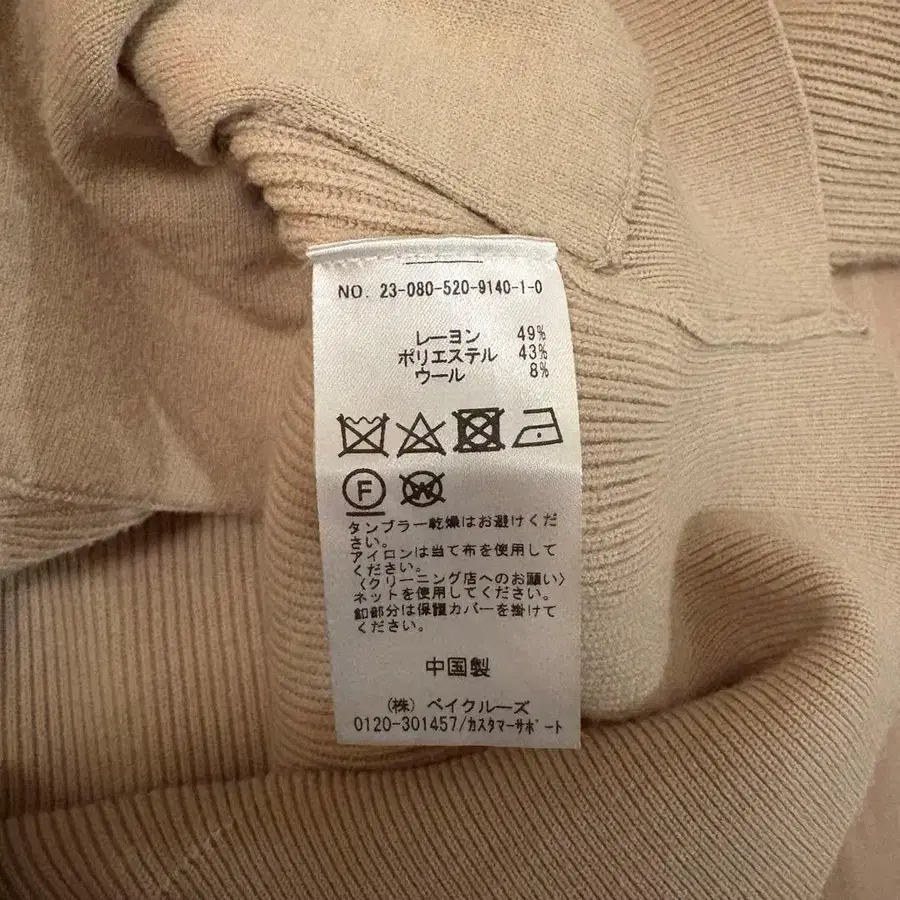 NO. 23-080-520-9140-1-0
レーヨン 49%
ポリエステル 43%
ウール 8%
F W
タンブラー乾燥はお避けくだ
さい。
アイロンは当て布を使用して
ください。
〈クリーニング店へのお願い〉
ネットを使用してください。
釦部分は保護カバーを掛けて
ください。
中国製
(株) ベイクルーズ
0120-301457/カスタマーサポート